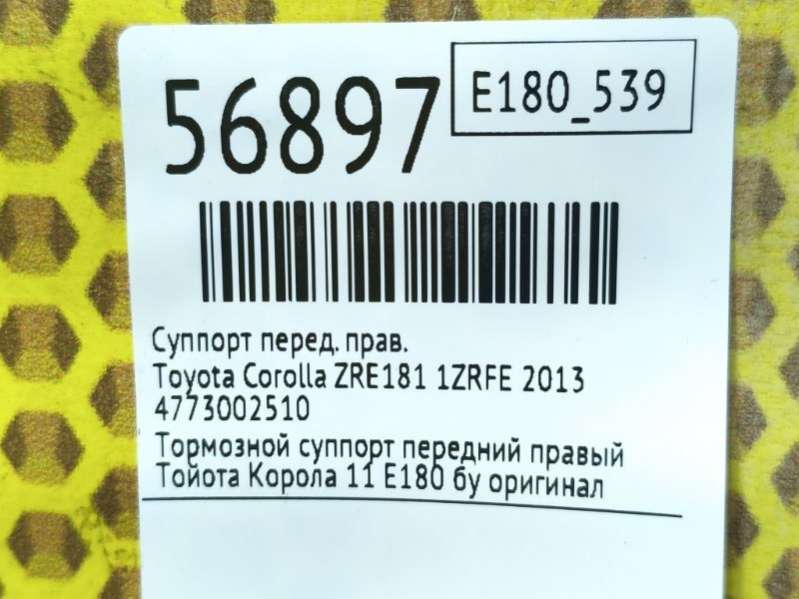 56897
E180_539
Суппорт перед. прав.
Toyota Corolla ZRE181 1ZRFE 2013
4773002510
Тормозной суппорт передний правый
Тойота Корола 11 Е180 бу оригинал